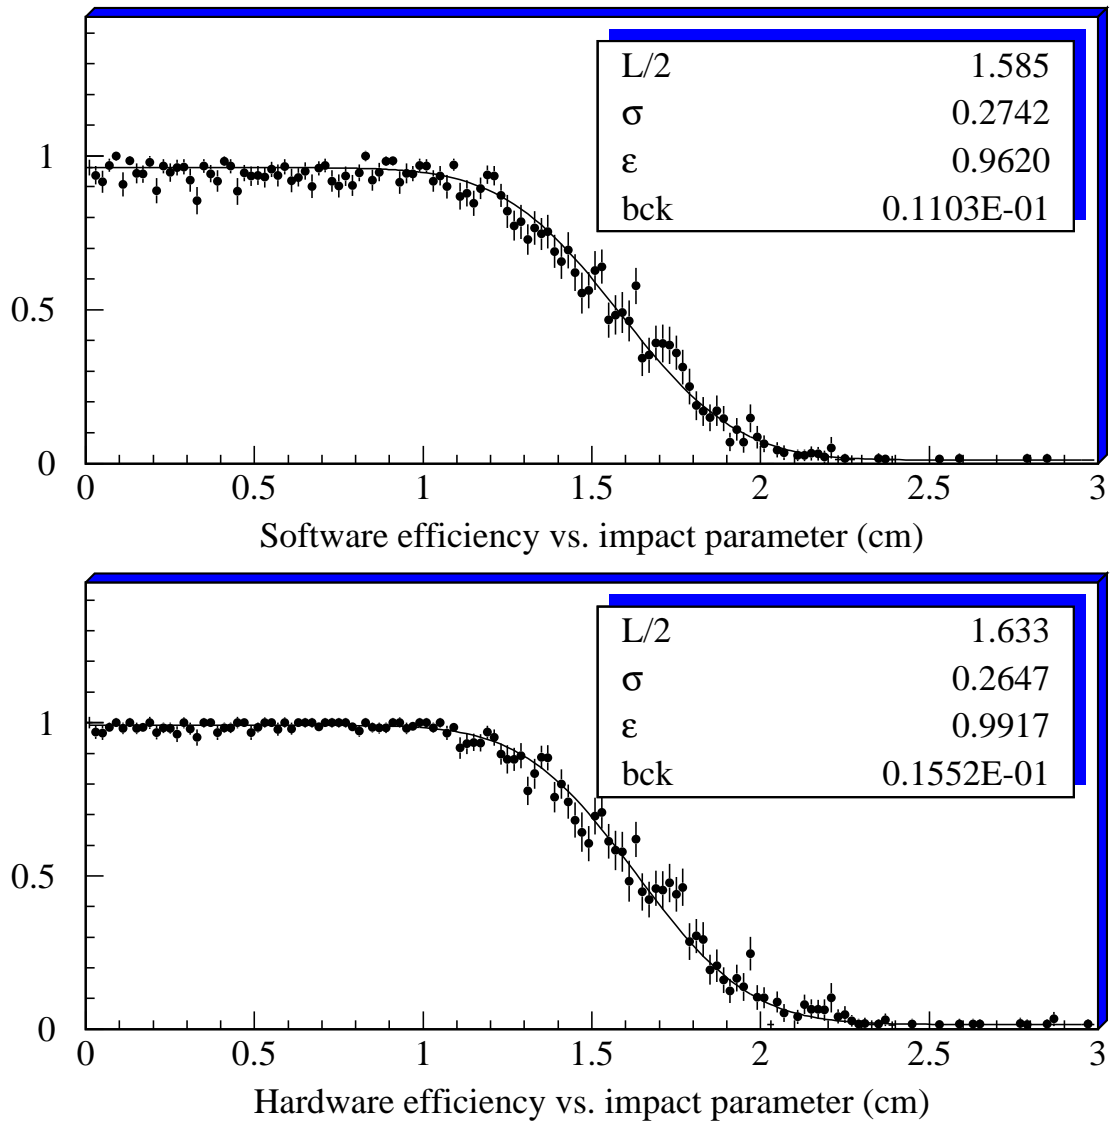 L/2 1.585
σ 0.2742
ε 0.9620
bck 0.1103E-01
1
0.5
0
0 0.5 1 1.5 2 2.5 3
Software efficiency vs. impact parameter (cm)
L/2 1.633
σ 0.2647
ε 0.9917
bck 0.1552E-01
1
0.5
0
0 0.5 1 1.5 2 2.5 3
Hardware efficiency vs. impact parameter (cm)